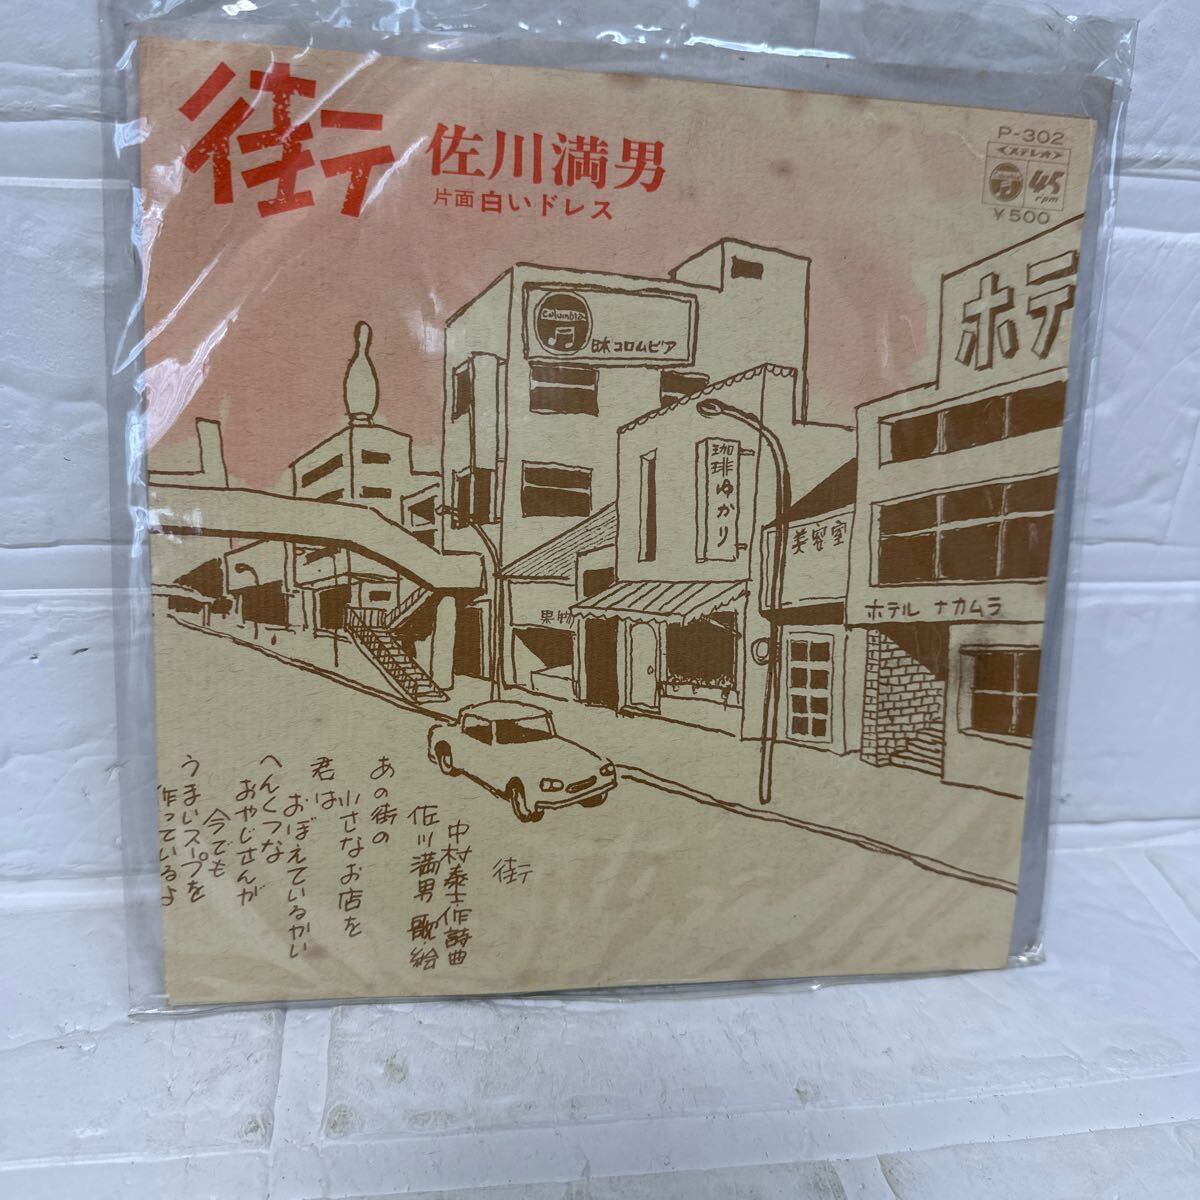 街
佐川満男
片面 白いドレス
P-302
<ステレオ>
45
rpm
¥500
Columbia
日本コロムビア
ホテ
珈琲ゆかり
美容室
果物
ホテル ナカムラ
街
中村泰士・作詩曲
佐川満男 歌・絵
あの街の
小さなお店を
君は
おぼえているかい
へんくつな
おやじさんが
今でも
うまいスープを
作っているよ